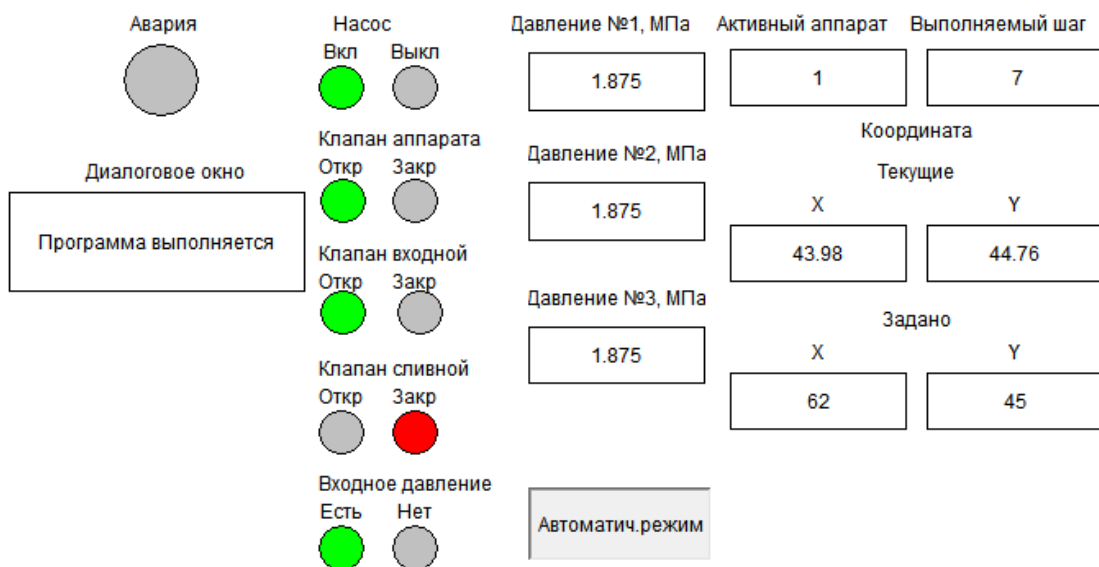 Авария
Насос
Вкл Выкл
Клапан аппарата
Откр Закр
Диалоговое окно
Программа выполняется
Клапан входной
Откр Закр
Клапан сливной
Откр Закр
Входное давление
Есть Нет
Давление №1, МПа
1.875
Давление №2, МПа
1.875
Давление №3, МПа
1.875
Автоматич.режим
Активный аппарат Выполняемый шаг
1 7
Координата
Текущие
X Y
43.98 44.76
Задано
X Y
62 45